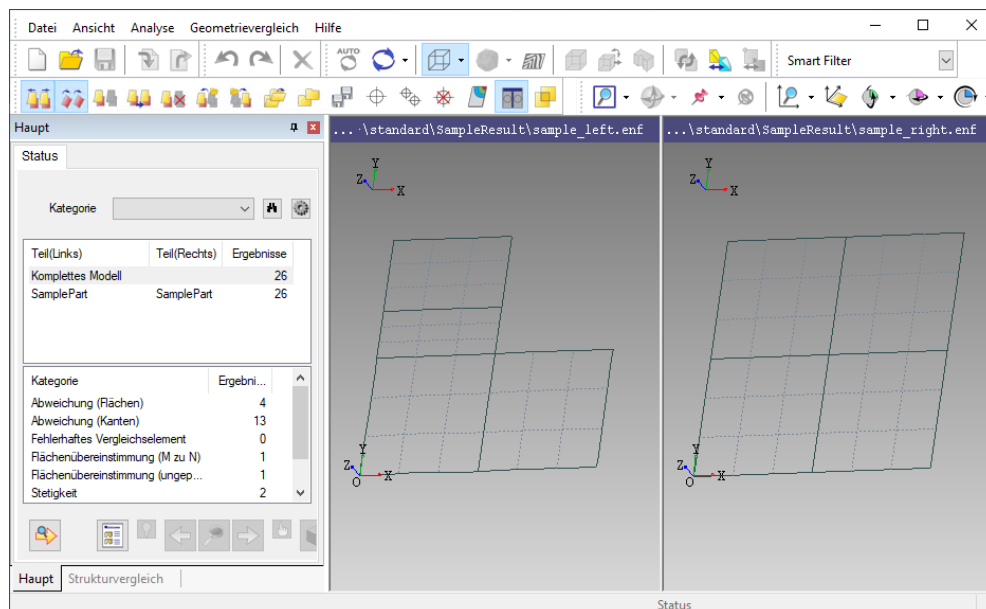 Datei Ansicht Analyse Geometrievergleich Hilfe
AUTO
Smart Filter
Haupt
Status
Kategorie
Teil(Links) Teil(Rechts) Ergebnisse
Komplettes Modell 26
SamplePart SamplePart 26
Kategorie Ergebni...
Abweichung (Flächen) 4
Abweichung (Kanten) 13
Fehlerhaftes Vergleichselement 0
Flächenübereinstimmung (M zu N) 1
Flächenübereinstimmung (ungep... 1
Stetigkeit 2
Haupt Strukturvergleich
...·\standard\SampleResult\sample_left.enf
Y
Z
X
Y
Z
O
X
...\standard\SampleResult\sample_right.enf
Y
Z
X
Y
Z
O
X
Status